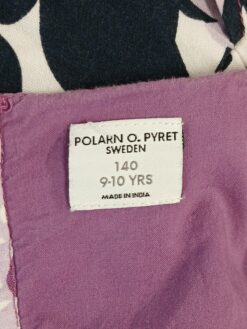 POLARN O. PYRET
SWEDEN
140
9-10 YRS
MADE IN INDIA